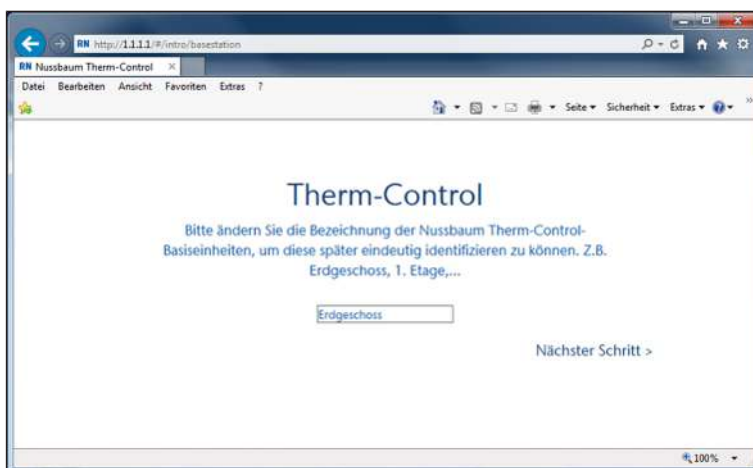 RN http://1.1.1.1/#/intro/basestation
RN Nussbaum Therm-Control
Datei Bearbeiten Ansicht Favoriten Extras ?
Seite Sicherheit Extras
Therm-Control
Bitte ändern Sie die Bezeichnung der Nussbaum Therm-Control-
Basiseinheiten, um diese später eindeutig identifizieren zu können. Z.B.
Erdgeschoss, 1. Etage,...
Erdgeschoss
Nächster Schritt >
100%